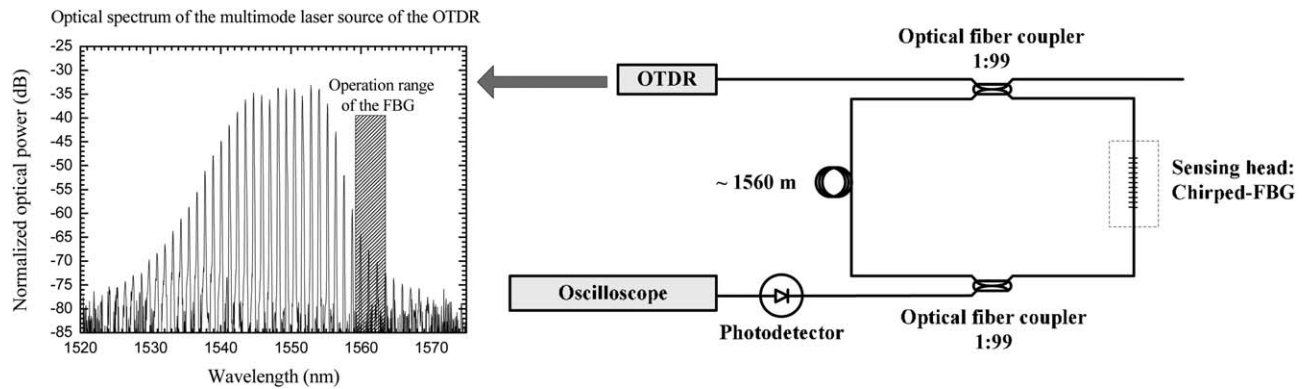 Optical spectrum of the multimode laser source of the OTDR
Normalized optical power (dB)
-25
-30
-35
-40
-45
-50
-55
-60
-65
-70
-75
-80
-85
Operation range
of the FBG
1520
1530
1540
1550
1560
1570
Wavelength (nm)
OTDR
Optical fiber coupler
1:99
~ 1560 m
Sensing head:
Chirped-FBG
Oscilloscope
Photodetector
Optical fiber coupler
1:99